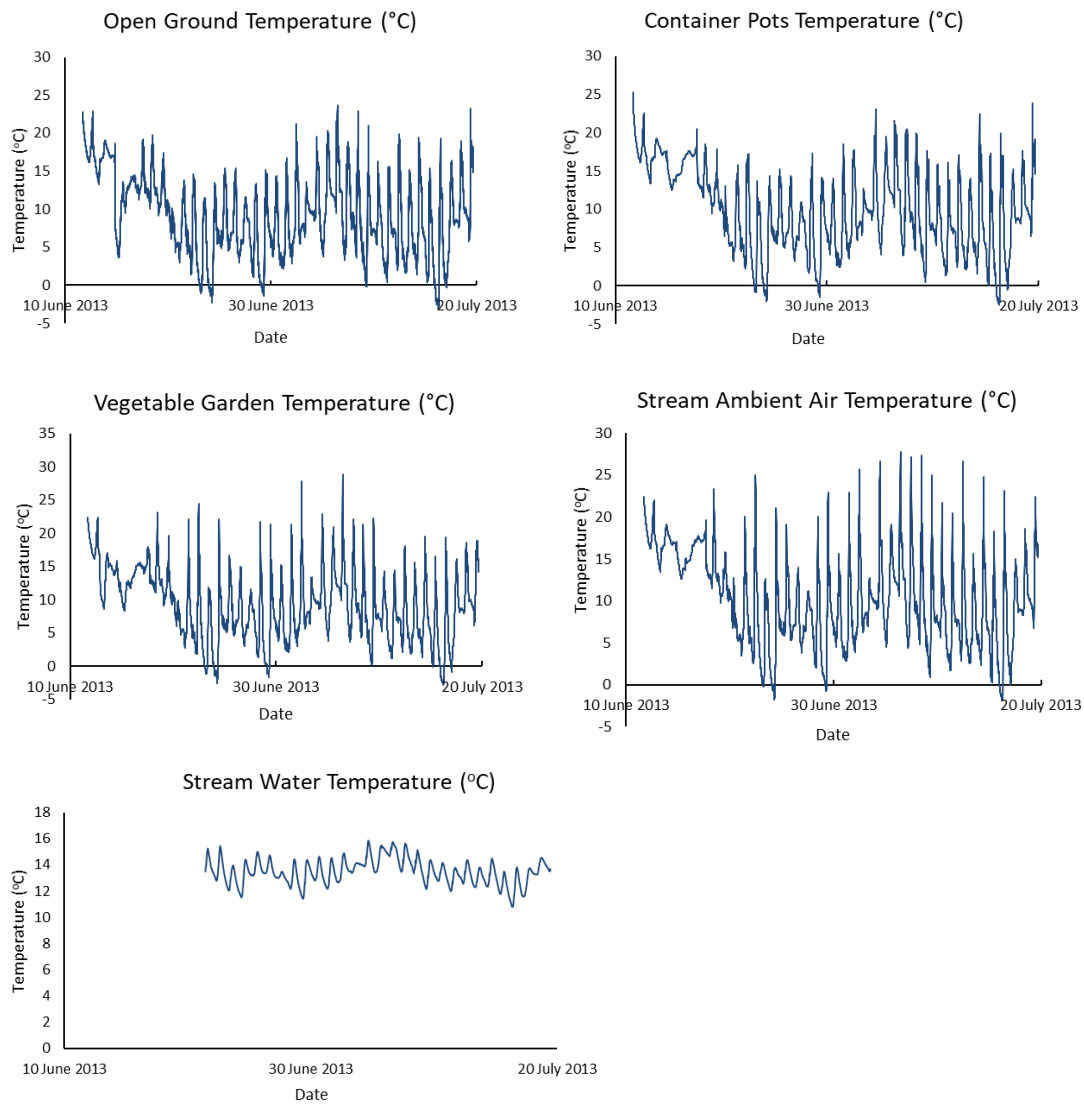 Open Ground Temperature (°C)
30
25
20
15
10
5
0
-5
Temperature (°C)
10 June 2013
30 June 2013
20 July 2013
Date
Container Pots Temperature (°C)
30
25
20
15
10
5
0
-5
Temperature (°C)
10 June 2013
30 June 2013
20 July 2013
Date
Vegetable Garden Temperature (°C)
35
30
25
20
15
10
5
0
-5
Temperature (°C)
10 June 2013
30 June 2013
20 July 2013
Date
Stream Ambient Air Temperature (°C)
30
25
20
15
10
5
0
-5
Temperature (°C)
10 June 2013
30 June 2013
20 July 2013
Date
Stream Water Temperature (°C)
18
16
14
12
10
8
6
4
2
0
Temperature (°C)
10 June 2013
30 June 2013
20 July 2013
Date